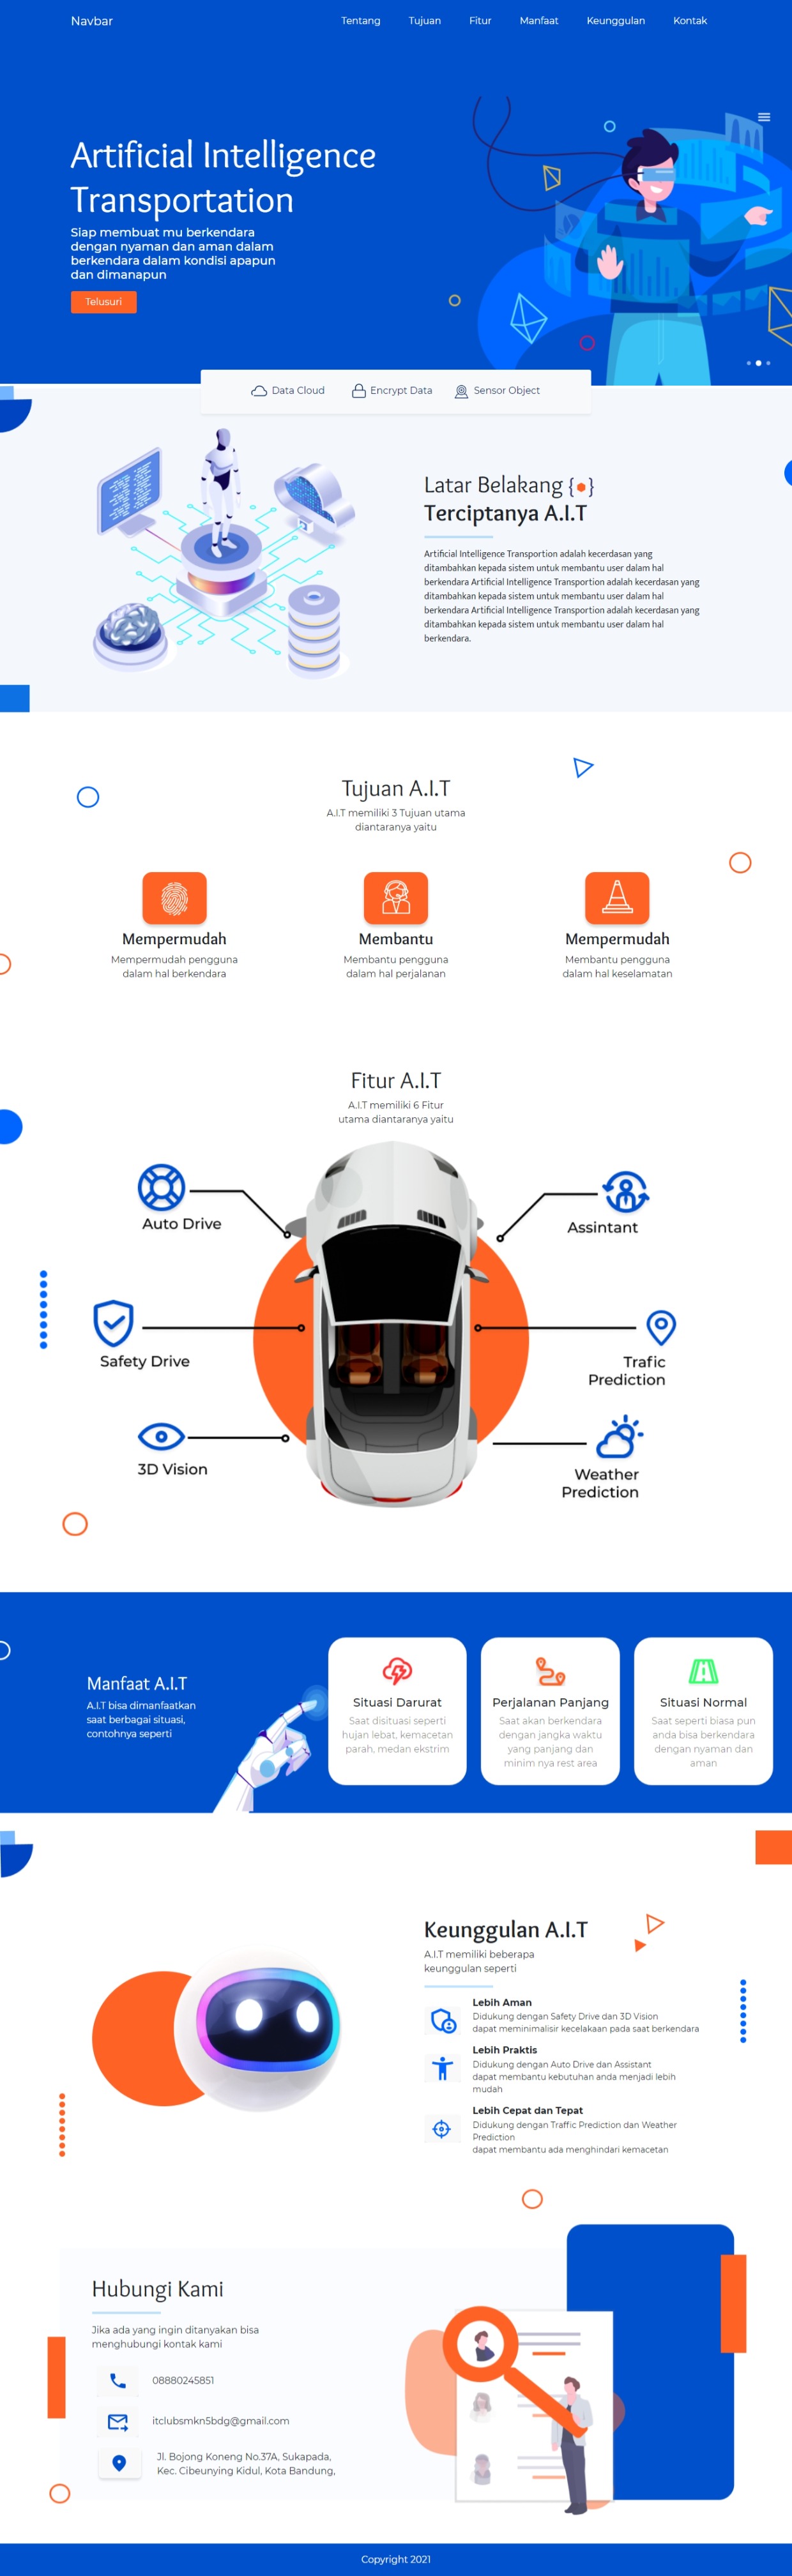 Navbar
Tentang Tujuan Fitur Manfaat Keunggulan Kontak
Artificial Intelligence
Transportation
Siap membuat mu berkendara
dengan nyaman dan aman dalam
berkendara dalam kondisi apapun
dan dimanapun
Telusuri
Data Cloud Encrypt Data Sensor Object
Latar Belakang {●}
Terciptanya A.I.T
Artificial Intelligence Transportion adalah kecerdasan yang
ditambahkan kepada sistem untuk membantu user dalam hal
berkendara Artificial Intelligence Transportion adalah kecerdasan yang
ditambahkan kepada sistem untuk membantu user dalam hal
berkendara Artificial Intelligence Transportion adalah kecerdasan yang
ditambahkan kepada sistem untuk membantu user dalam hal
berkendara.
Tujuan A.I.T
A.I.T memiliki 3 Tujuan utama
diantaranya yaitu
Mempermudah
Mempermudah pengguna
dalam hal berkendara
Membantu
Membantu pengguna
dalam hal perjalanan
Mempermudah
Membantu pengguna
dalam hal keselamatan
Fitur A.I.T
A.I.T memiliki 6 Fitur
utama diantaranya yaitu
Auto Drive
Assintant
Safety Drive
Trafic
Prediction
3D Vision
Weather
Prediction
Manfaat A.I.T
A.I.T bisa dimanfaatkan
saat berbagai situasi,
contohnya seperti
Situasi Darurat
Saat disituasi seperti
hujan lebat, kemacetan
parah, medan ekstrim
Perjalanan Panjang
Saat akan berkendara
dengan jangka waktu
yang panjang dan
minim nya rest area
Situasi Normal
Saat seperti biasa pun
anda bisa berkendara
dengan nyaman dan
aman
Keunggulan A.I.T
A.I.T memiliki beberapa
keunggulan seperti
Lebih Aman
Didukung dengan Safety Drive dan 3D Vision
dapat meminimalisir kecelakaan pada saat berkendara
Lebih Praktis
Didukung dengan Auto Drive dan Assistant
dapat membantu kebutuhan anda menjadi lebih
mudah
Lebih Cepat dan Tepat
Didukung dengan Traffic Prediction dan Weather
Prediction
dapat membantu ada menghindari kemacetan
Hubungi Kami
Jika ada yang ingin ditanyakan bisa
menghubungi kontak kami
08880245851
itclubsmkn5bdg@gmail.com
Jl. Bojong Koneng No.37A, Sukapada,
Kec. Cibeunying Kidul, Kota Bandung,
Copyright 2021